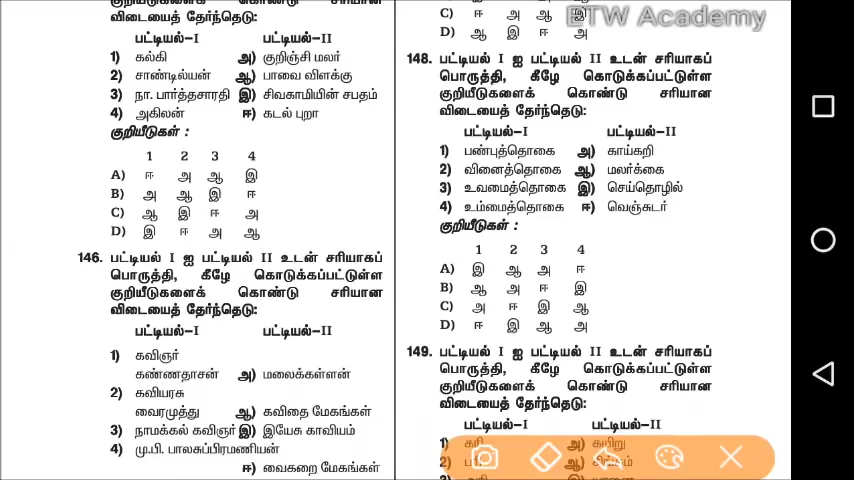 குறியீடுகளைக் கொண்டு சரியான
விடையைத் தேர்ந்தெடு:
பட்டியல்-I பட்டியல்-II
1) கல்கி அ) குறிஞ்சி மலர்
2) சாண்டில்யன் ஆ) பாவை விளக்கு
3) நா. பார்த்தசாரதி இ) சிவகாமியின் சபதம்
4) அகிலன் ஈ) கடல் புறா
குறியீடுகள் :
1 2 3 4
A) ஈ அ ஆ இ
B) அ ஆ இ ஈ
C) ஆ இ ஈ அ
D) இ ஈ அ ஆ
146. பட்டியல் I ஐ பட்டியல் II உடன் சரியாகப்
பொருத்தி, கீழே கொடுக்கப்பட்டுள்ள
குறியீடுகளைக் கொண்டு சரியான
விடையைத் தேர்ந்தெடு:
பட்டியல்-I பட்டியல்-II
1) கவிஞர்
கண்ணதாசன் அ) மலைக்கள்ளன்
2) கவியரசு
வைரமுத்து ஆ) கவிதை மேகங்கள்
3) நாமக்கல் கவிஞர் இ) இயேசு காவியம்
4) மு.பி. பாலசுப்பிரமணியன்
ஈ) வைகறை மேகங்கள்
C) ஈ அ ஆ இ
D) ஆ இ ஈ அ
ETW Academy
148. பட்டியல் I ஐ பட்டியல் II உடன் சரியாகப்
பொருத்தி, கீழே கொடுக்கப்பட்டுள்ள
குறியீடுகளைக் கொண்டு சரியான
விடையைத் தேர்ந்தெடு:
பட்டியல்-I பட்டியல்-II
1) பண்புத்தொகை அ) காய்கறி
2) வினைத்தொகை ஆ) மலர்க்கை
3) உவமைத்தொகை இ) செய்தொழில்
4) உம்மைத்தொகை ஈ) வெஞ்சுடர்
குறியீடுகள் :
1 2 3 4
A) இ ஆ அ ஈ
B) ஆ அ ஈ இ
C) அ ஈ இ ஆ
D) ஈ இ ஆ அ
149. பட்டியல் I ஐ பட்டியல் II உடன் சரியாகப்
பொருத்தி, கீழே கொடுக்கப்பட்டுள்ள
குறியீடுகளைக் கொண்டு சரியான
விடையைத் தேர்ந்தெடு:
பட்டியல்-I பட்டியல்-II
1) கரி அ) கயிறு
2) ஆ)